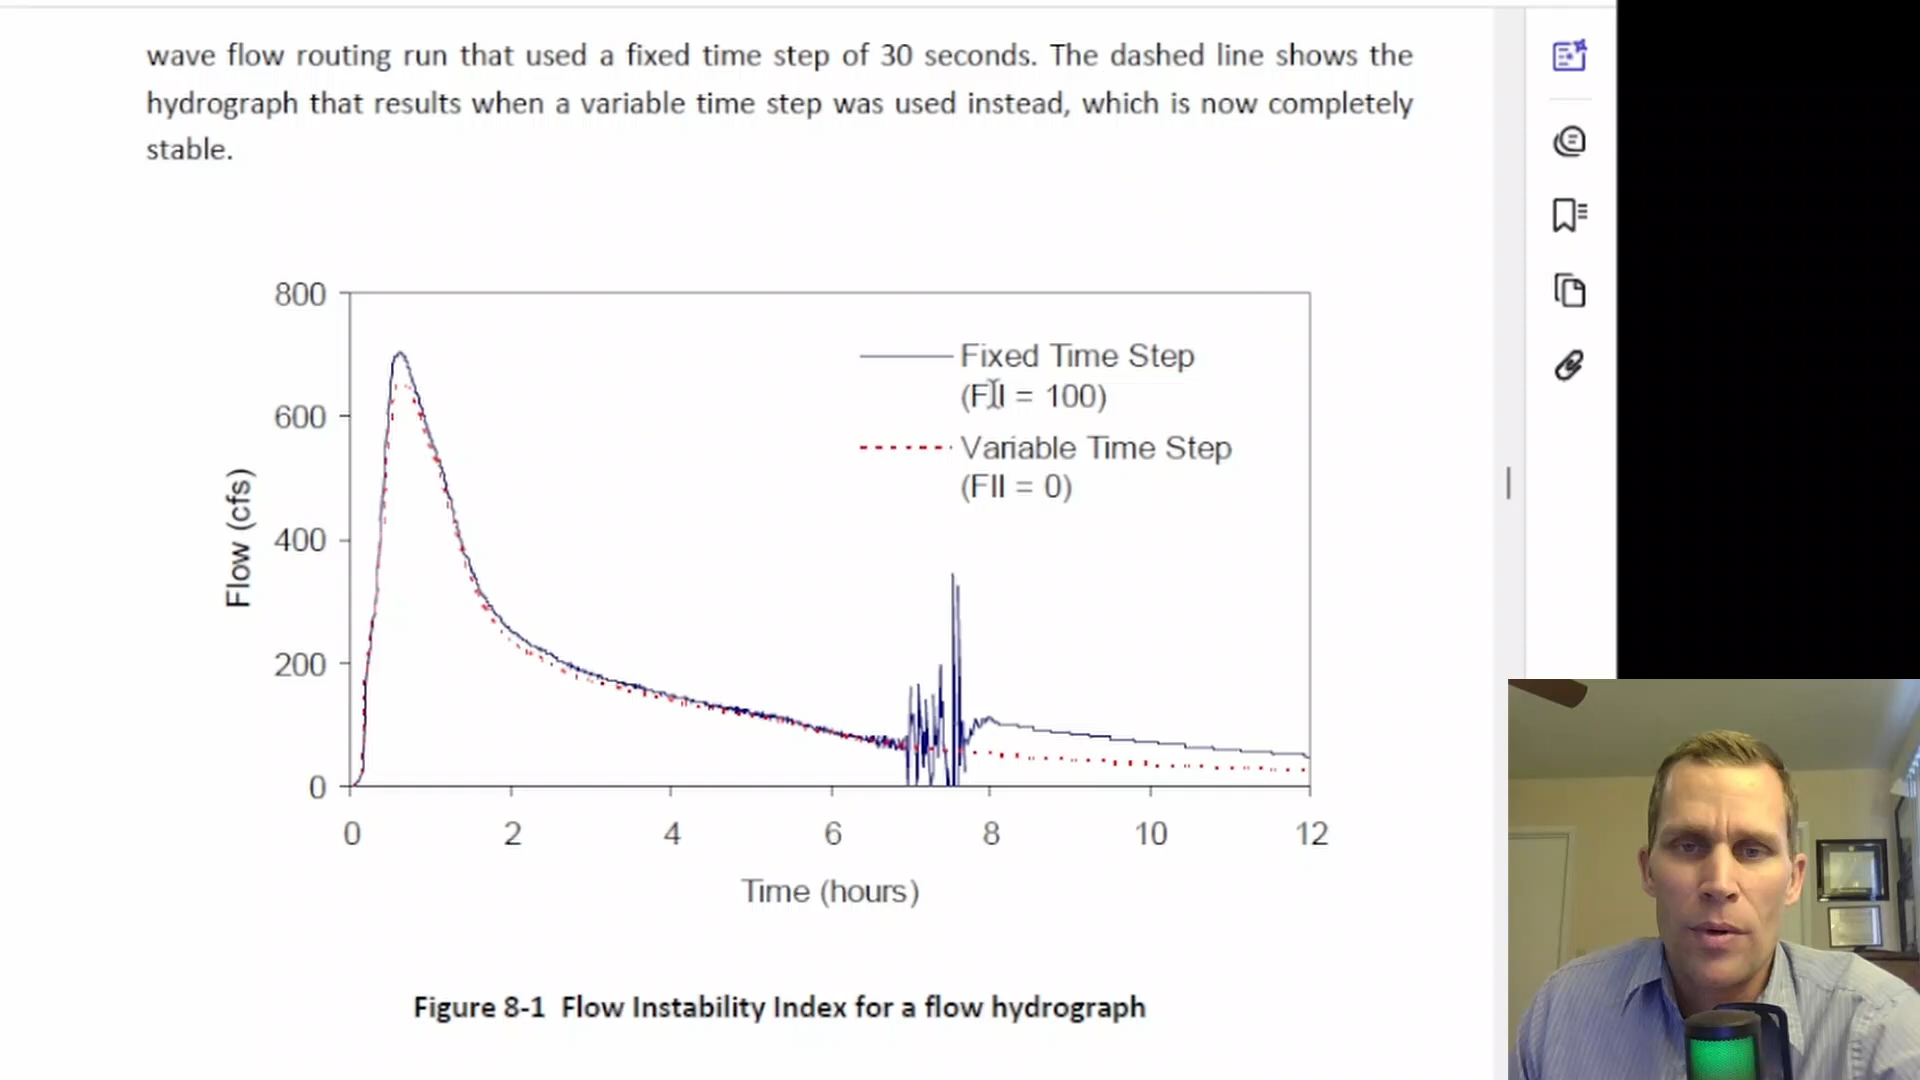 wave flow routing run that used a fixed time step of 30 seconds. The dashed line shows the
hydrograph that results when a variable time step was used instead, which is now completely
stable.
800
600
400
200
0
Flow (cfs)
Fixed Time Step
(FII = 100)
Variable Time Step
(FII = 0)
0 2 4 6 8 10 12
Time (hours)
Figure 8-1 Flow Instability Index for a flow hydrograph